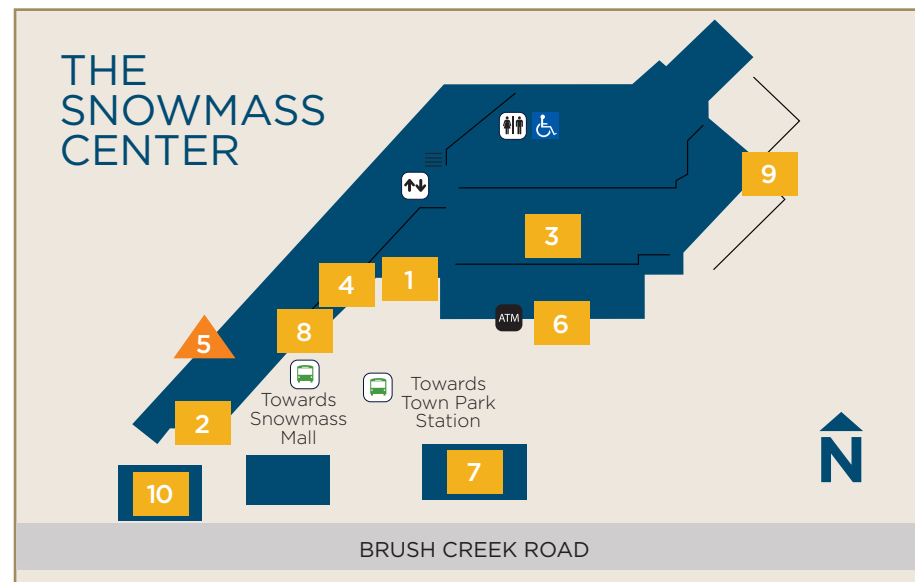 THE
SNOWMASS
CENTER
9
3
1
4
ATM
6
8
5
Towards
Snowmass
Mall
Towards
Town Park
Station
2
7
10
N
BRUSH CREEK ROAD